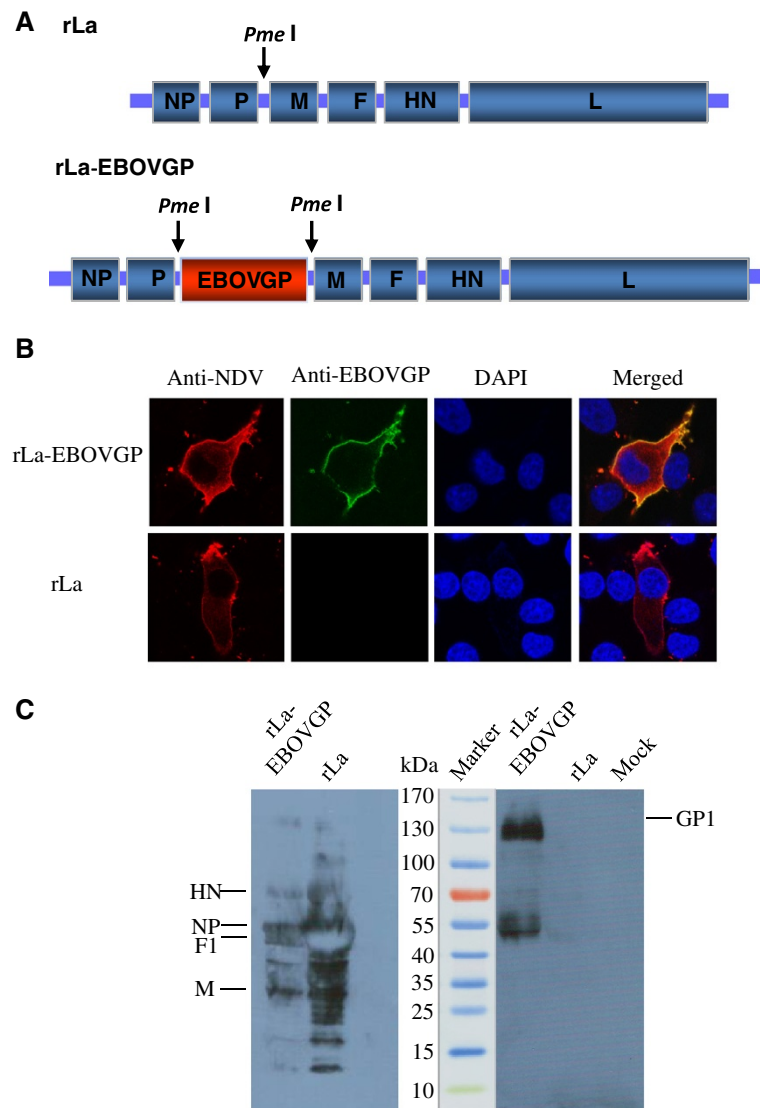 A
rLa
Pme I
NP P M F HN L
rLa-EBOVGP
Pme I Pme I
NP P EBOVGP M F HN L
B
Anti-NDV Anti-EBOVGP DAPI Merged
rLa-EBOVGP
rLa
C
rLa-
EBOVGP
rLa
kDa
Marker
rLa-
EBOVGP
rLa
Mock
170
130
100
70
55
40
35
25
15
10
HN
NP
F1
M
GP1